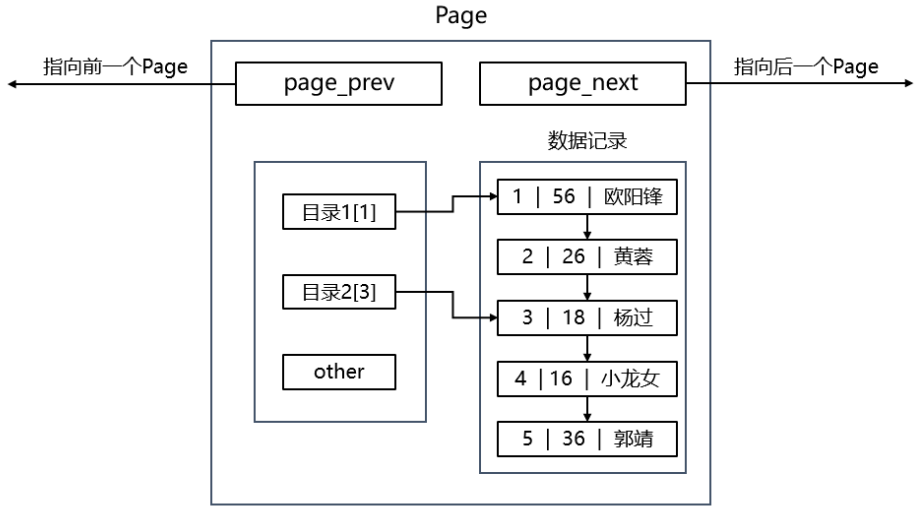 Page
指向前一个Page
page_prev
page_next
指向后一个Page
数据记录
目录1[1]
目录2[3]
other
1 | 56 | 欧阳锋
2 | 26 | 黄蓉
3 | 18 | 杨过
4 |16 | 小龙女
5 | 36 | 郭靖